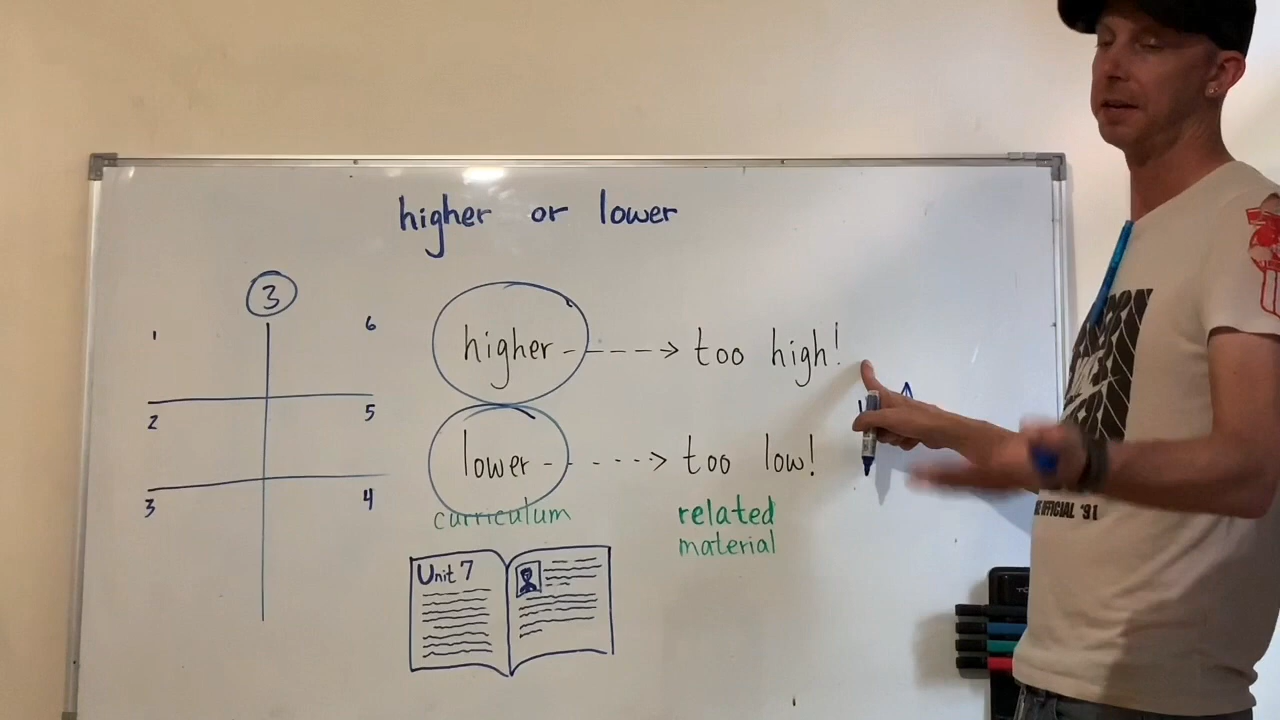 higher or lower
3
1 6
2 5
3 4
higher ----> too high!
lower ----> too low!
curriculum
related
material
Unit 7
OFFICIAL '91